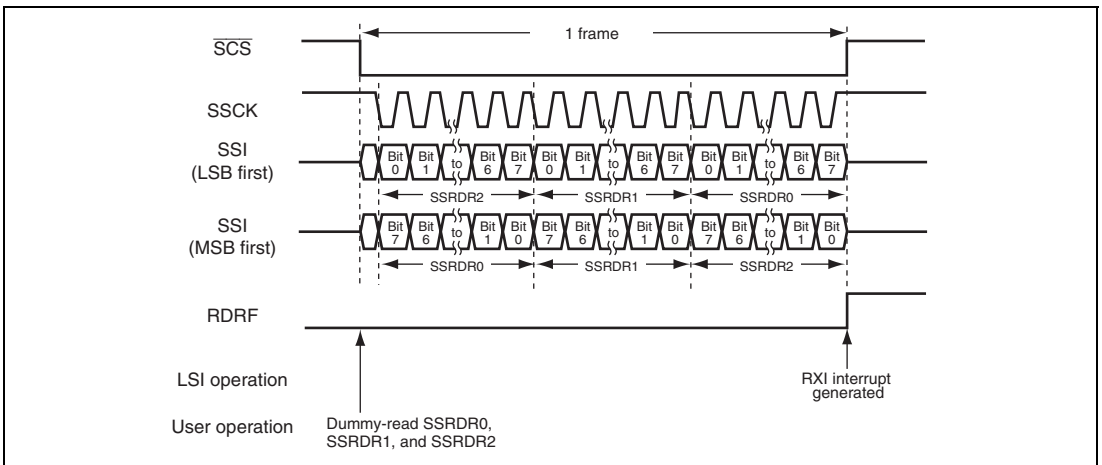 1 frame
SCS
SSCK
SSI
(LSB first)
Bit 0 Bit 1 to Bit 6 Bit 7 Bit 0 Bit 1 to Bit 6 Bit 7 Bit 0 Bit 1 to Bit 6 Bit 7
SSRDR2 SSRDR1 SSRDR0
SSI
(MSB first)
Bit 7 Bit 6 to Bit 1 Bit 0 Bit 7 Bit 6 to Bit 1 Bit 0 Bit 7 Bit 6 to Bit 1 Bit 0
SSRDR0 SSRDR1 SSRDR2
RDRF
LSI operation
RXI interrupt
generated
User operation
Dummy-read SSRDR0,
SSRDR1, and SSRDR2